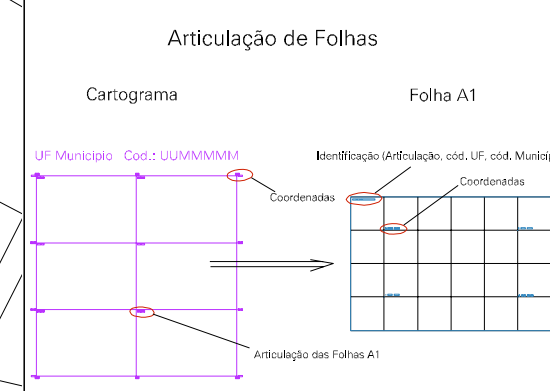 Articulação de Folhas
Cartograma
Folha A1
UF Municipio Cod.: UUMMMMM
Identificação (Articulação, cód. UF, cód. Municíp
Coordenadas
Coordenadas
Articulação das Folhas A1